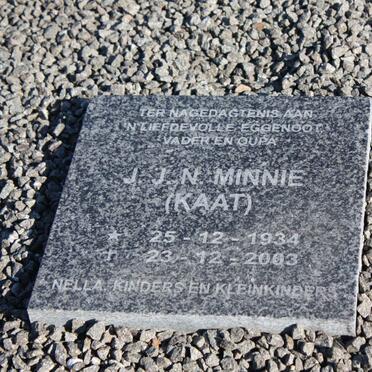 TER NAGEDAGTENIS AAN
'N LIEFDEVOLLE EGGENOOT,
VADER EN OUPA
J. J. N. MINNIE
(KAAT)
* 25 - 12 - 1934
† 23 - 12 - 2003
NELLA, KINDERS EN KLEINKINDERS